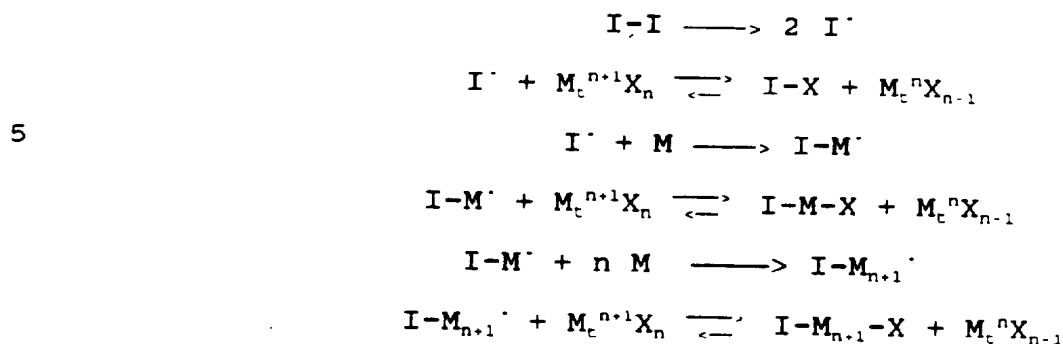 I-I ⟶ 2 I·
I· + Mₜⁿ⁺¹Xₙ ⇌ I-X + MₜⁿXₙ₋₁
5
I· + M ⟶ I-M·
I-M· + Mₜⁿ⁺¹Xₙ ⇌ I-M-X + MₜⁿXₙ₋₁
I-M· + n M ⟶ I-Mₙ₊₁·
I-Mₙ₊₁· + Mₜⁿ⁺¹Xₙ ⇌ I-Mₙ₊₁-X + MₜⁿXₙ₋₁